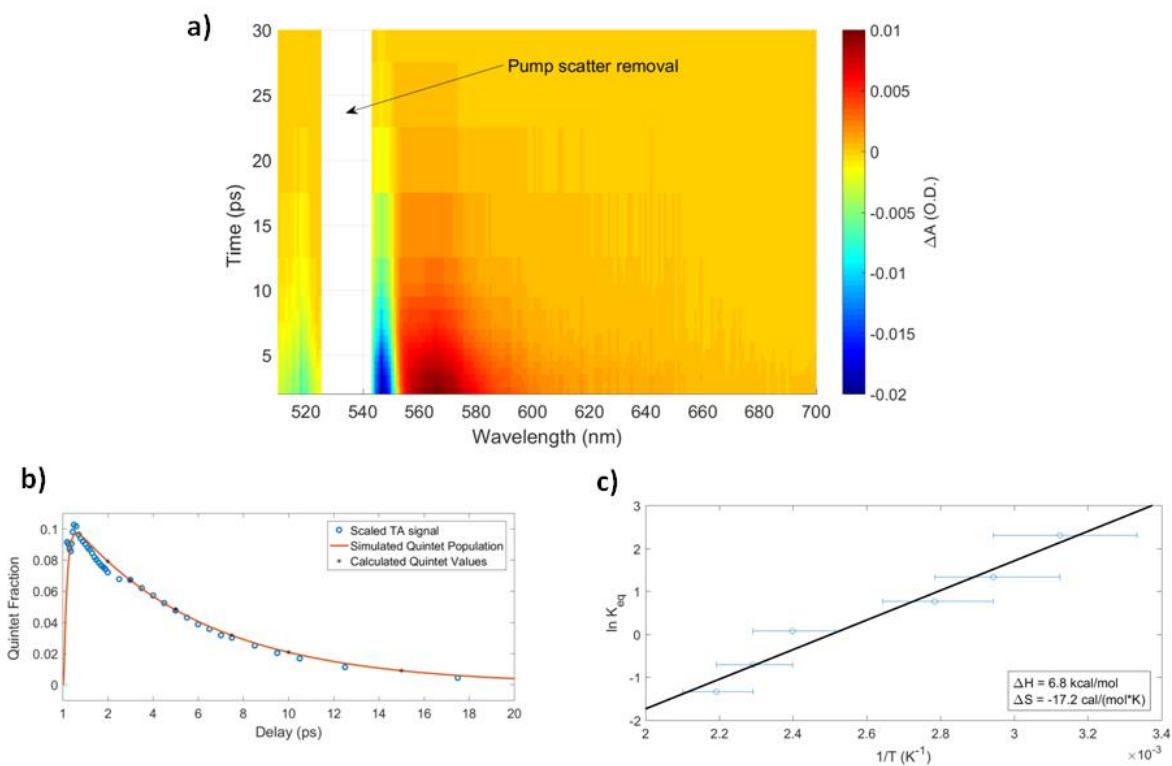 a)
30
25
20
15
10
5
Time (ps)
Pump scatter removal
520 540 560 580 600 620 640 660 680 700
Wavelength (nm)
0.01
0.005
0
-0.005
-0.01
-0.015
-0.02
ΔA (O.D.)
b)
0.1
0.08
0.06
0.04
0.02
0
Quintet Fraction
Scaled TA signal
Simulated Quintet Population
Calculated Quintet Values
1 2 4 6 8 10 12 14 16 18 20
Delay (ps)
c)
3
2
1
0
-1
-2
ln K_eq
ΔH = 6.8 kcal/mol
ΔS = -17.2 cal/(mol*K)
2 2.2 2.4 2.6 2.8 3 3.2 3.4
1/T (K⁻¹)
×10⁻³